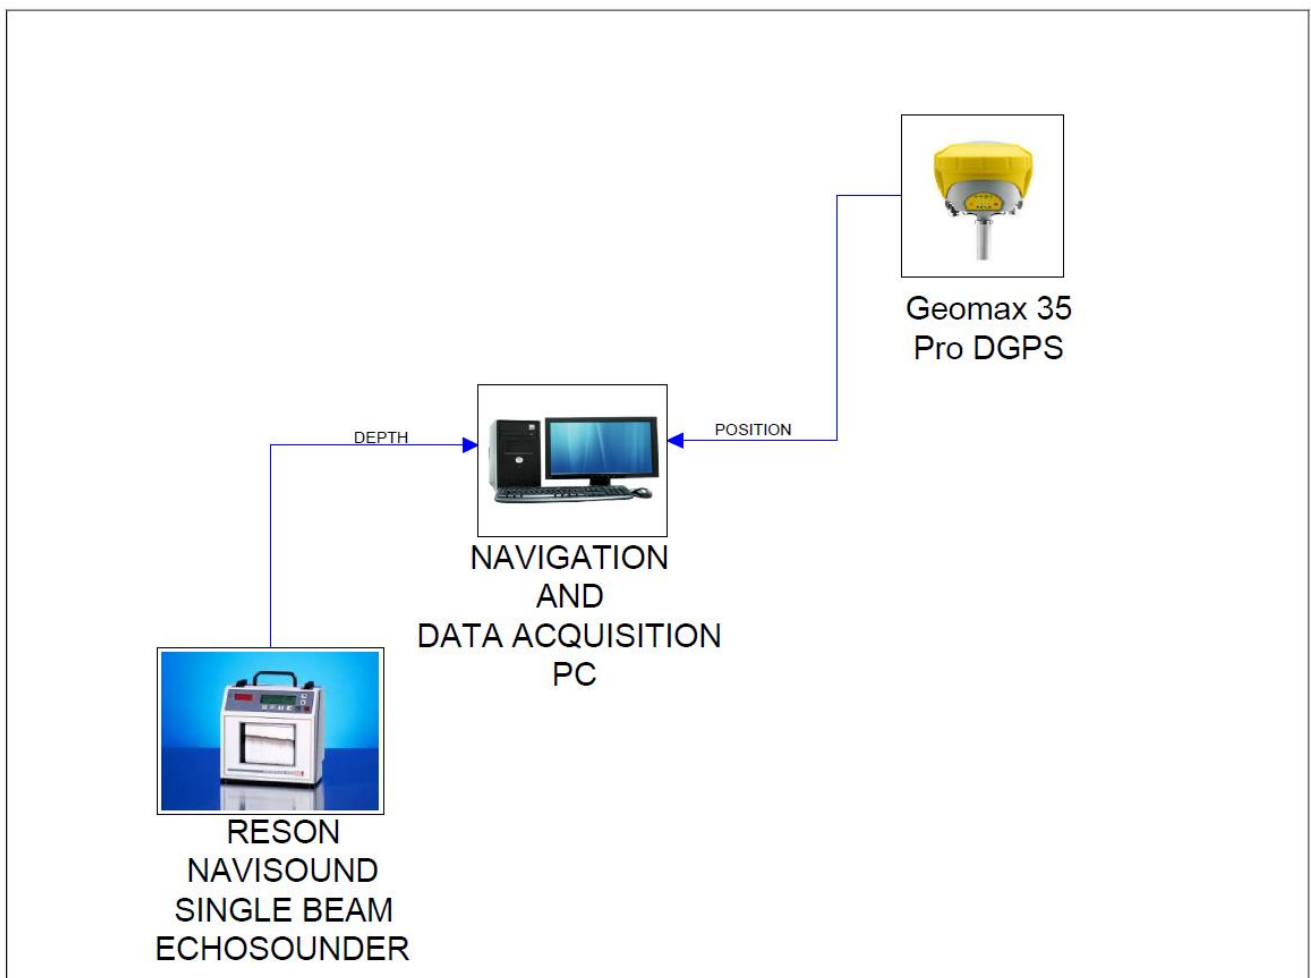 Geomax 35
Pro DGPS
POSITION
DEPTH
NAVIGATION
AND
DATA ACQUISITION
PC
RESON
NAVISOUND
SINGLE BEAM
ECHOSOUNDER